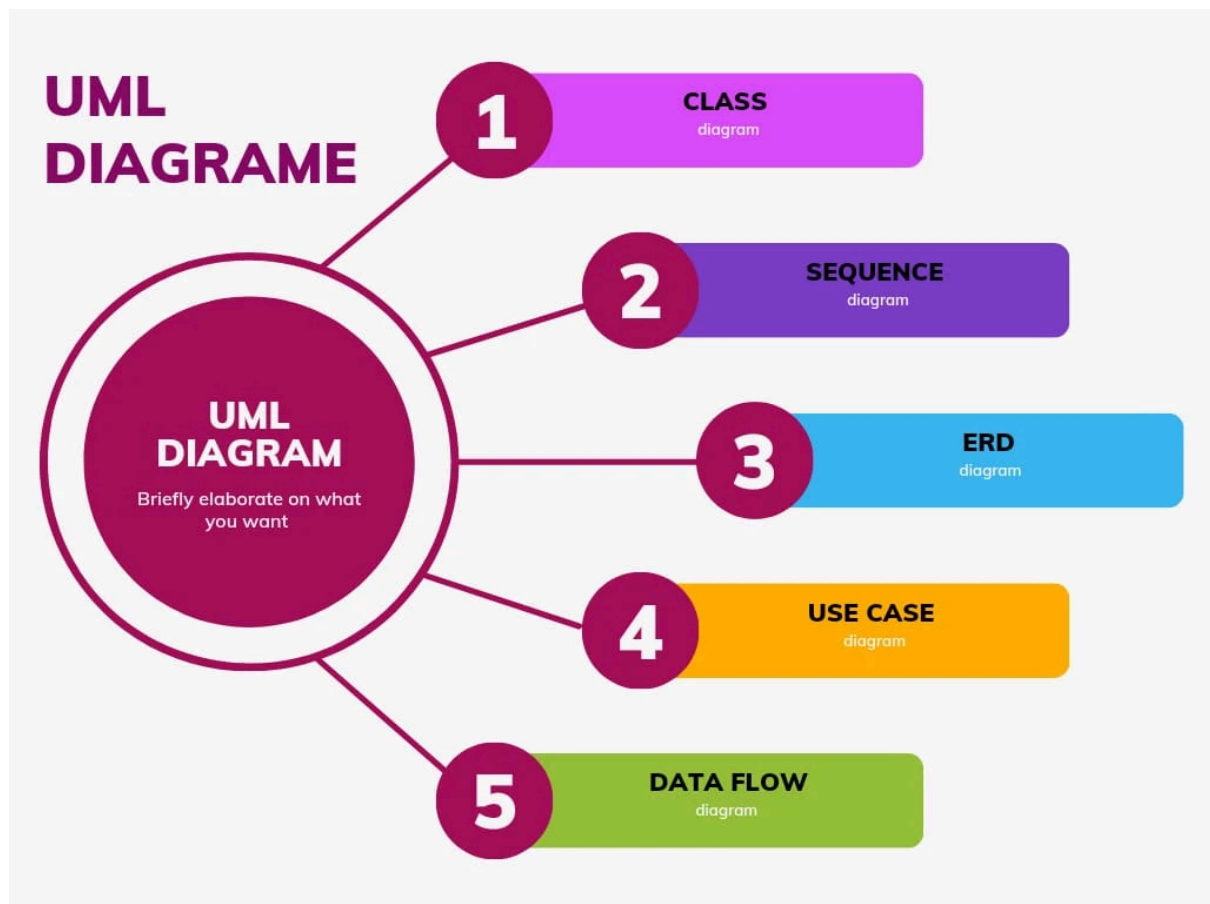 UML
DIAGRAME
1
CLASS
diagram
2
SEQUENCE
diagram
UML
DIAGRAM
Briefly elaborate on what
you want
3
ERD
diagram
4
USE CASE
diagram
5
DATA FLOW
diagram